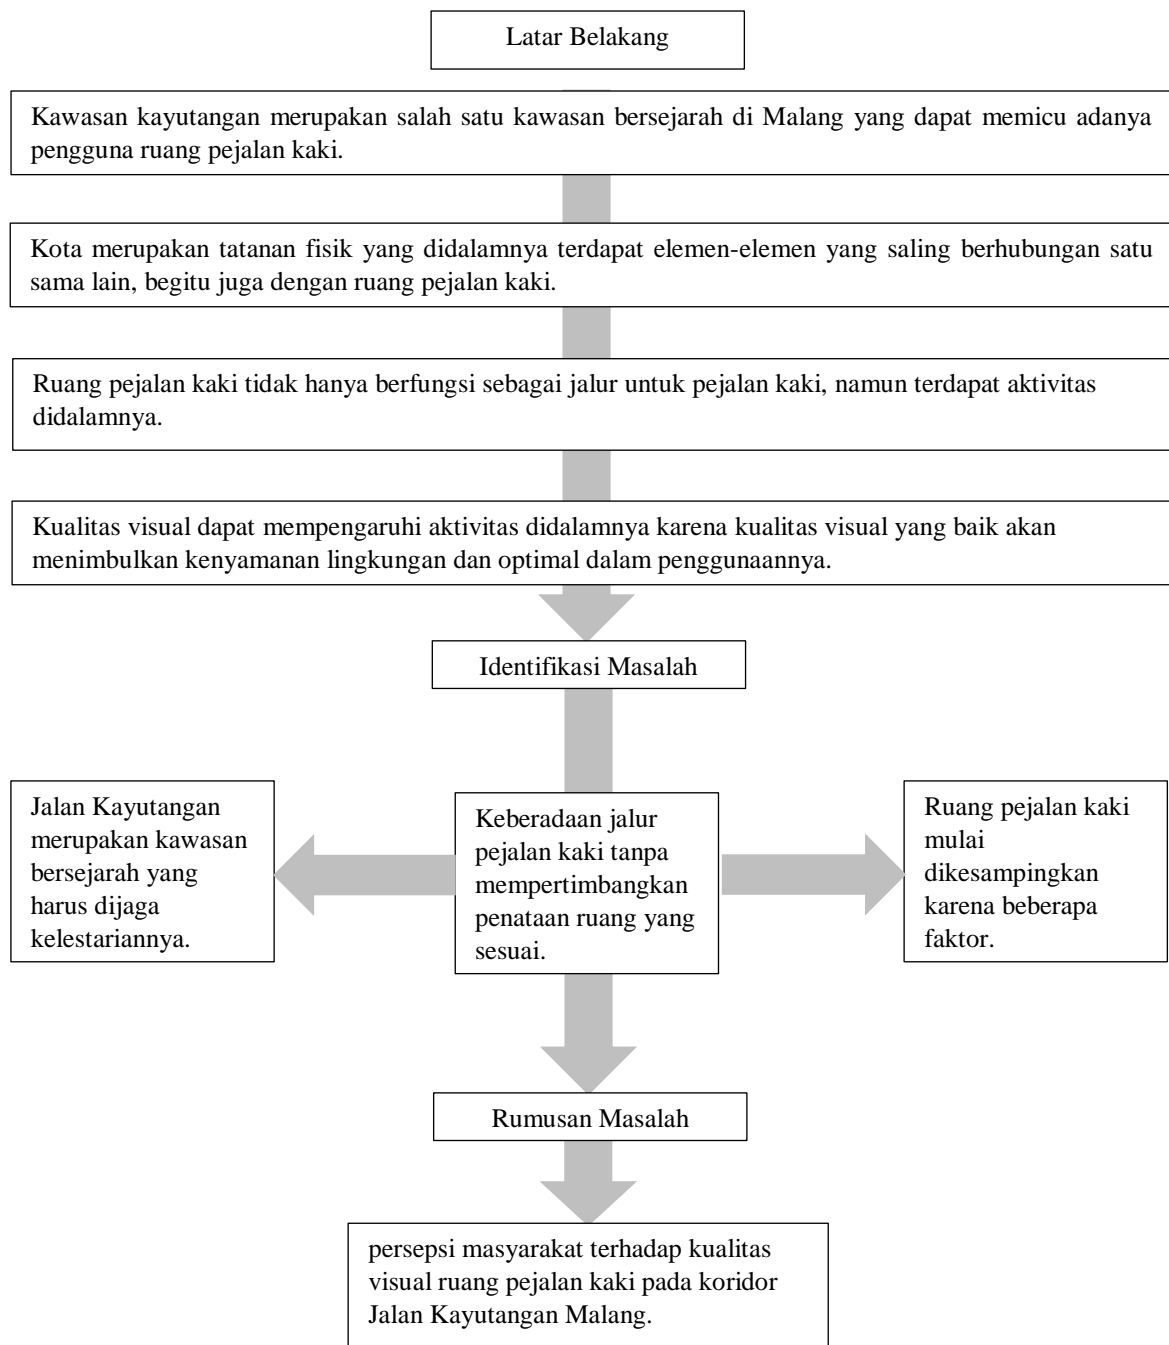 Latar Belakang
Kawasan kayutangan merupakan salah satu kawasan bersejarah di Malang yang dapat memicu adanya
pengguna ruang pejalan kaki.
Kota merupakan tatanan fisik yang didalamnya terdapat elemen-elemen yang saling berhubungan satu
sama lain, begitu juga dengan ruang pejalan kaki.
Ruang pejalan kaki tidak hanya berfungsi sebagai jalur untuk pejalan kaki, namun terdapat aktivitas
didalamnya.
Kualitas visual dapat mempengaruhi aktivitas didalamnya karena kualitas visual yang baik akan
menimbulkan kenyamanan lingkungan dan optimal dalam penggunaannya.
Identifikasi Masalah
Jalan Kayutangan
merupakan kawasan
bersejarah yang
harus dijaga
kelestariannya.
Keberadaan jalur
pejalan kaki tanpa
mempertimbangkan
penataan ruang yang
sesuai.
Ruang pejalan kaki
mulai
dikesampingkan
karena beberapa
faktor.
Rumusan Masalah
persepsi masyarakat terhadap kualitas
visual ruang pejalan kaki pada koridor
Jalan Kayutangan Malang.